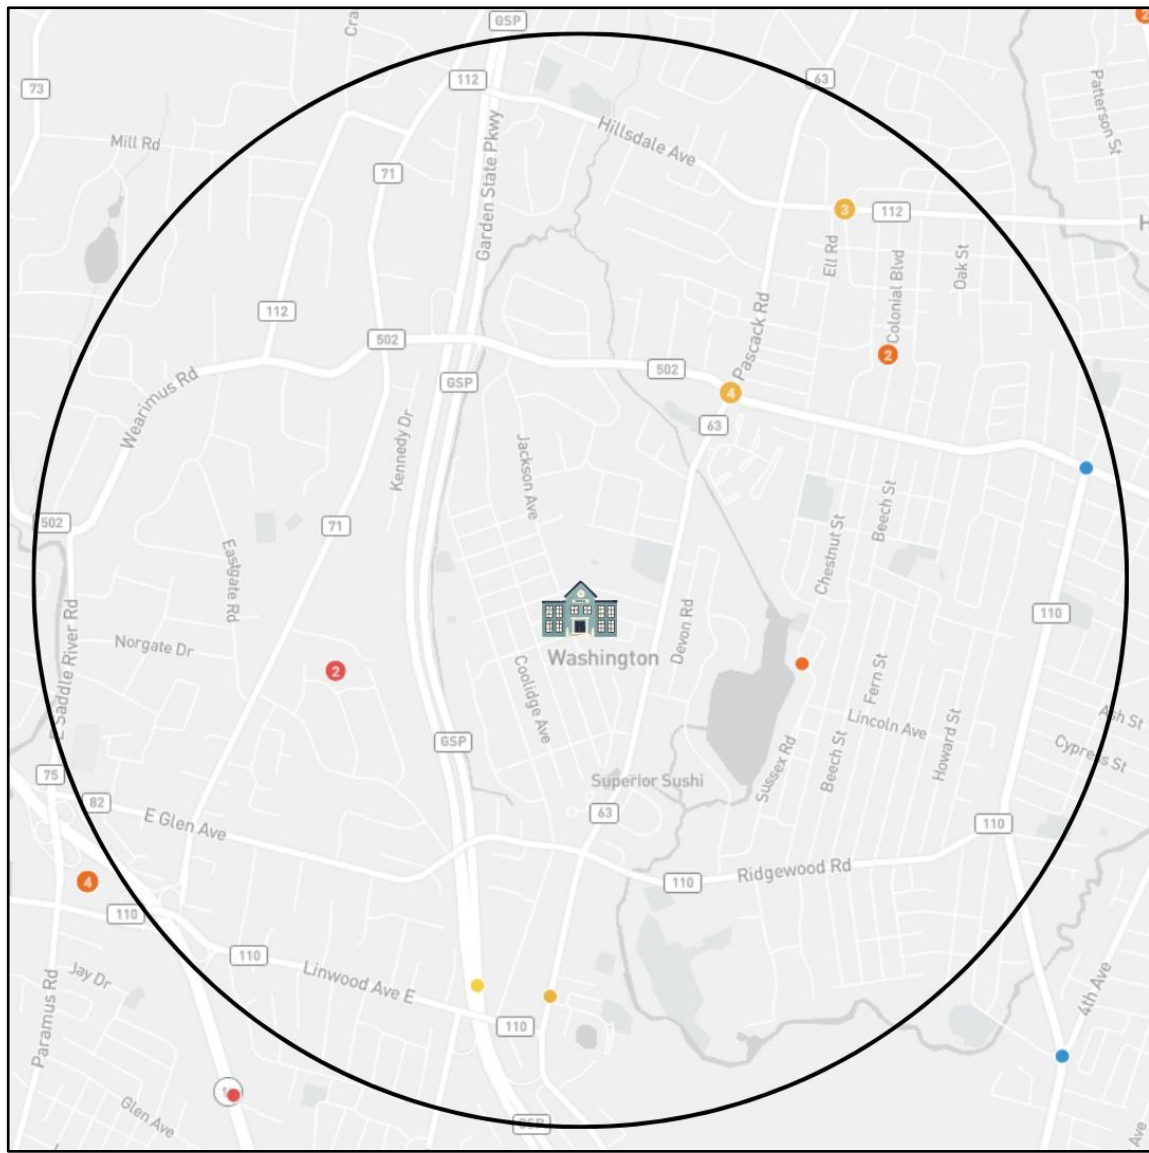 GSP
2
Cra
63
112
73
Patterson St
Hillsdale Ave
Mill Rd
Garden State Pkwy
71
3
112
H
Ell Rd
Colonial Blvd
Oak St
112
Pascack Rd
502
2
502
GSP
Wearimus Rd
4
Kennedy Dr
63
Jackson Ave
Beech St
502
71
Chestnut St
Eastgate Rd
110
Devon Rd
E Saddle River Rd
Norgate Dr
Washington
2
Fern St
Coolidge Ave
Lincoln Ave
Ash St
GSP
Howard St
Cypress St
Sussex Rd
Beech St
75
Superior Sushi
82
63
E Glen Ave
110
Ridgewood Rd
4
110
110
110
Linwood Ave E
Jay Dr
4th Ave
Paramus Rd
110
Glen Ave
GSP
Ave